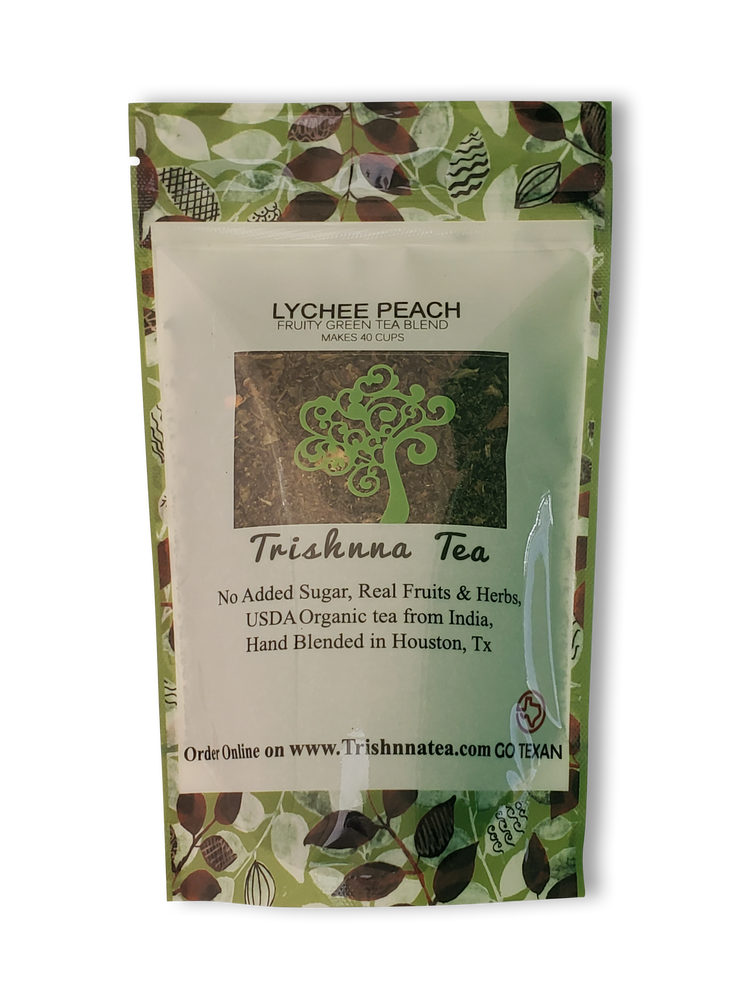 LYCHEE PEACH
FRUITY GREEN TEA BLEND
MAKES 40 CUPS
Trishnna Tea
No Added Sugar, Real Fruits & Herbs,
USDA Organic tea from India,
Hand Blended in Houston, Tx
Order Online on www.Trishnnatea.com GO TEXAN